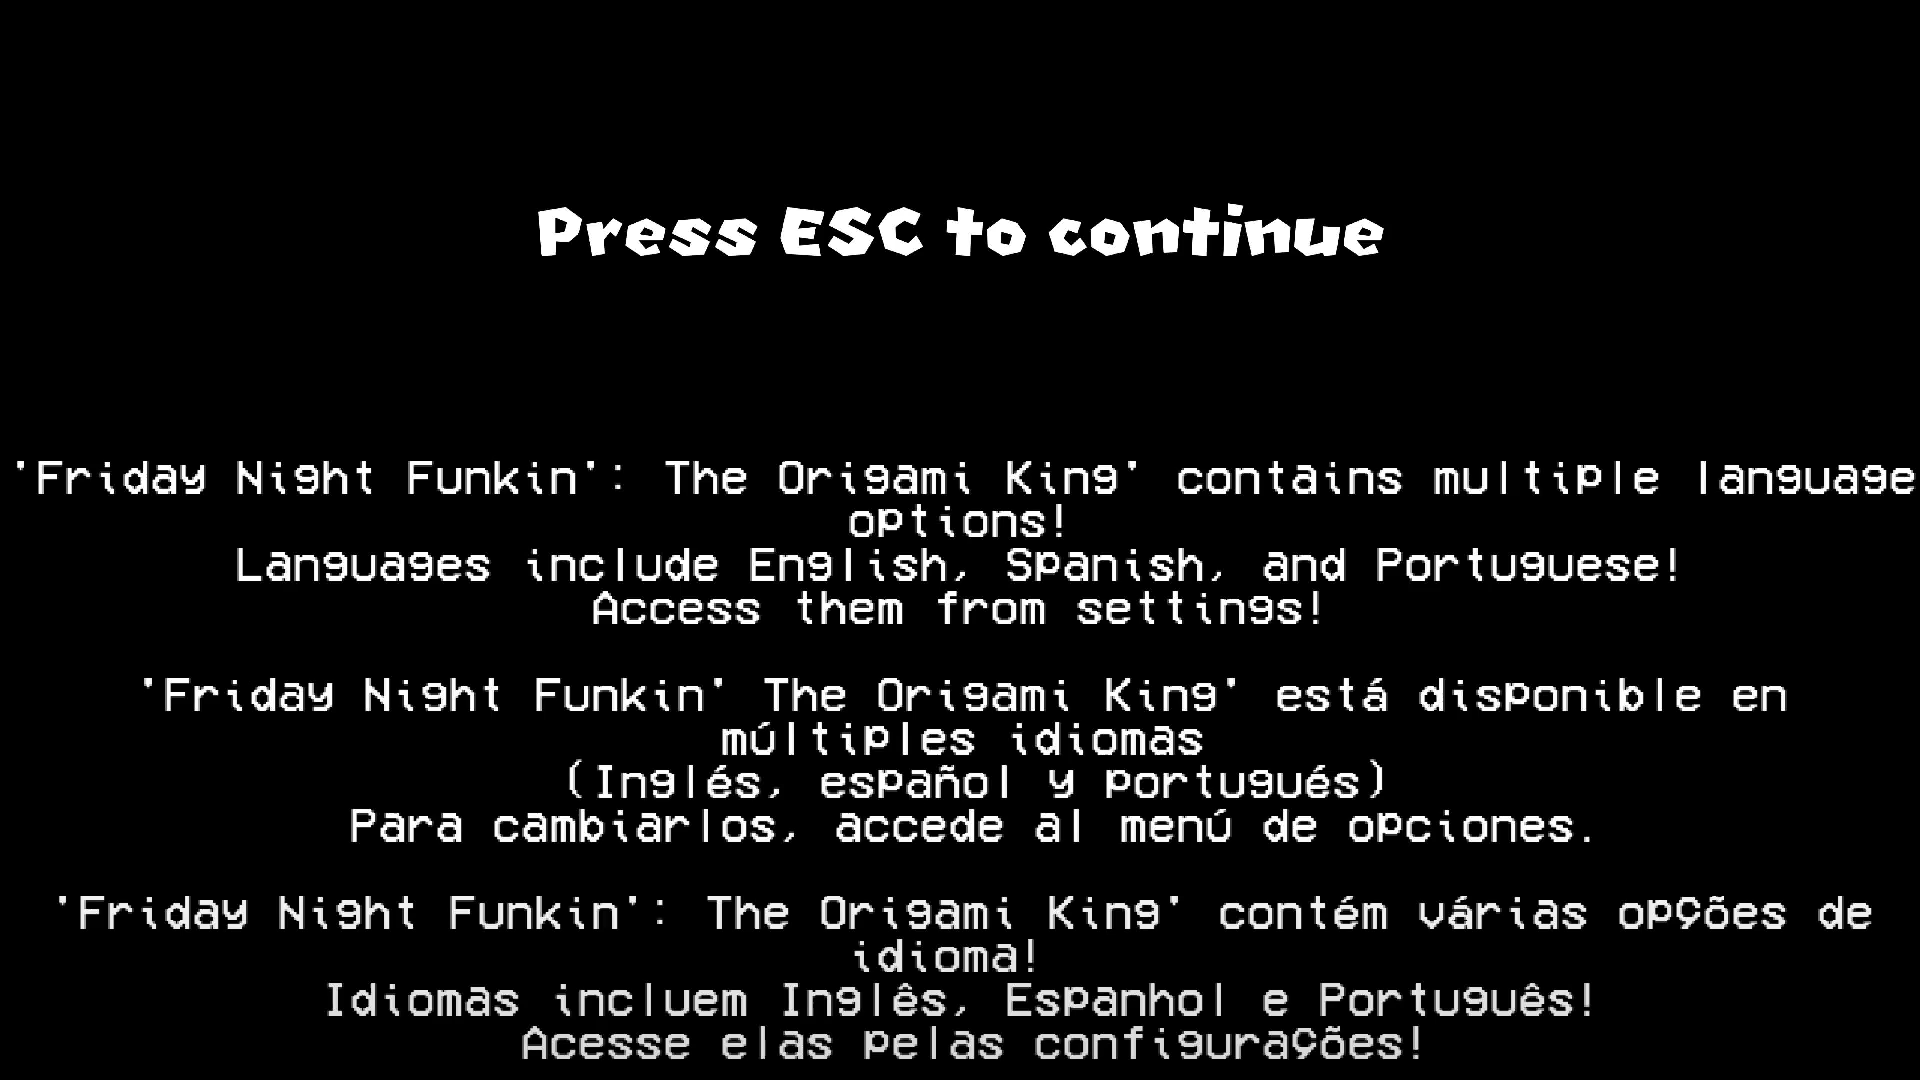 Press ESC to continue
'Friday Night Funkin': The Origami King' contains multiple language
options!
Languages include English, Spanish, and Portuguese!
Access them from settings!
'Friday Night Funkin' The Origami King' está disponible en
múltiples idiomas
(Inglés, español y portugués)
Para cambiarlos, accede al menú de opciones.
'Friday Night Funkin': The Origami King' contém várias opções de
idioma!
Idiomas incluem Inglês, Espanhol e Português!
Acesse elas pelas configurações!